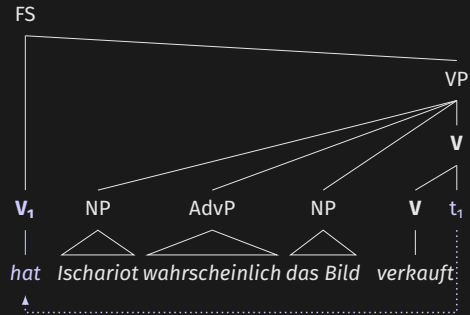 FS
VP
V
V₁ NP AdvP NP V t₁
hat Ischariot wahrscheinlich das Bild verkauft